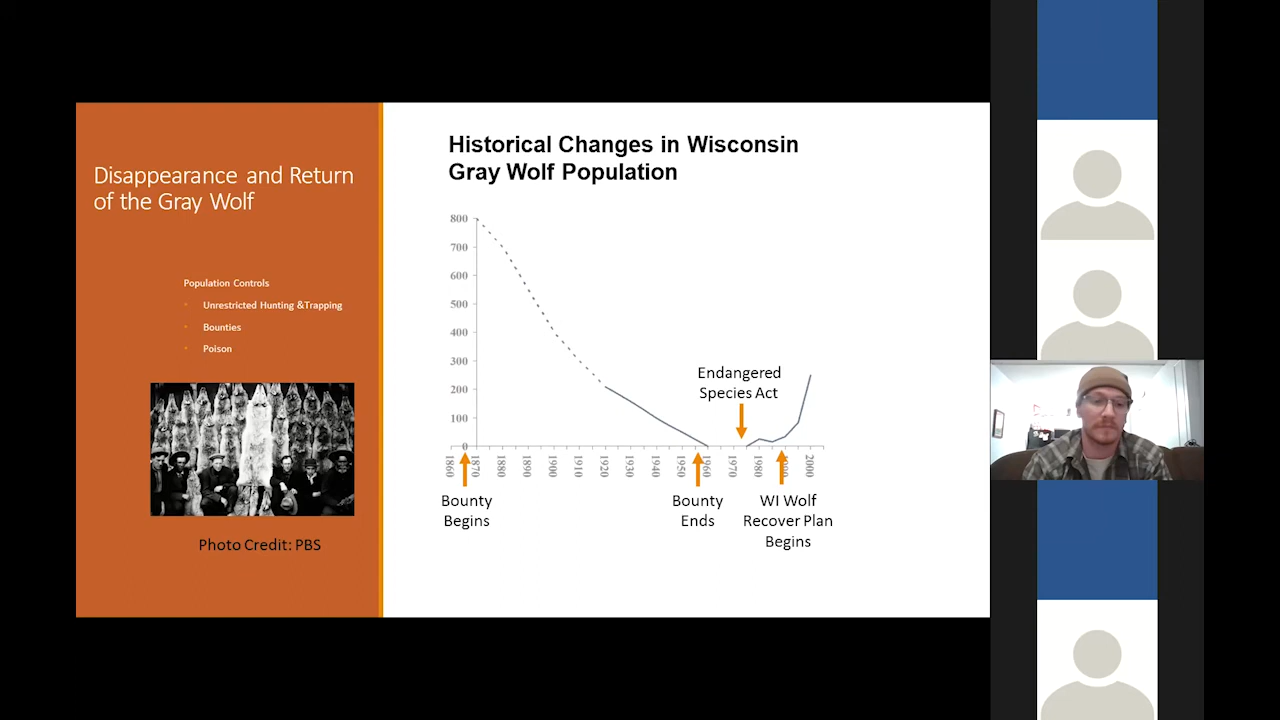 Disappearance and Return
of the Gray Wolf
Population Controls
Unrestricted Hunting &Trapping
Bounties
Poison
Photo Credit: PBS
Historical Changes in Wisconsin
Gray Wolf Population
800
700
600
500
400
300
200
100
0
1860 1870 1880 1890 1900 1910 1920 1930 1940 1950 1960 1970 1980 1990 2000
Endangered
Species Act
Bounty
Begins
Bounty
Ends
WI Wolf
Recover Plan
Begins